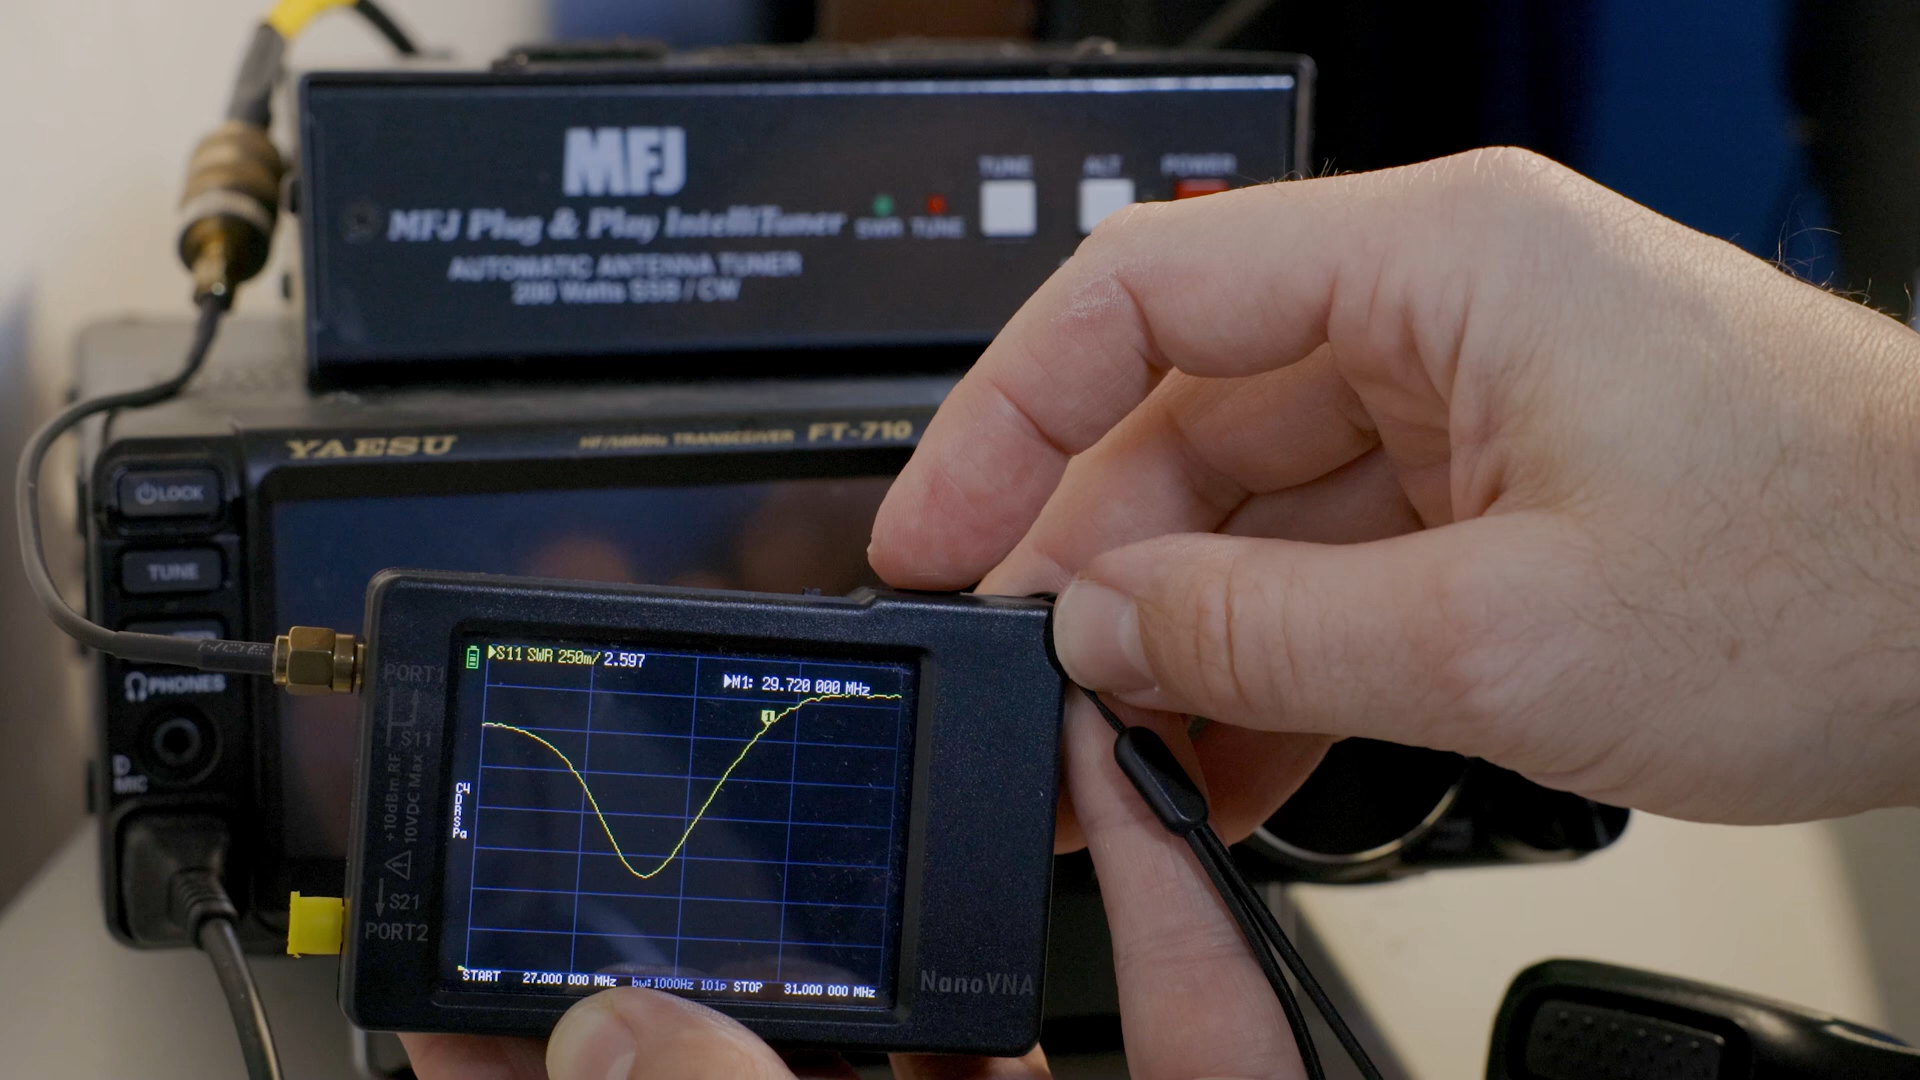 MFJ
MFJ Plug & Play IntelliTuner
AUTOMATIC ANTENNA TUNER
200 Watts SSB / CW
SWR TUNE
TUNE
ALT
POWER
YAESU
HF/50MHz TRANSCEIVER FT-710
LOCK
TUNE
PHONES
MIC
PORT1
S11
+10dBm RF
10VDC Max
S21
PORT2
S11 SWR 250m/ 2.597
M1: 29.720 000 MHz
1
C4
D
R
S
Pa
START 27.000 000 MHz bw:1000Hz 101p STOP 31.000 000 MHz
NanoVNA